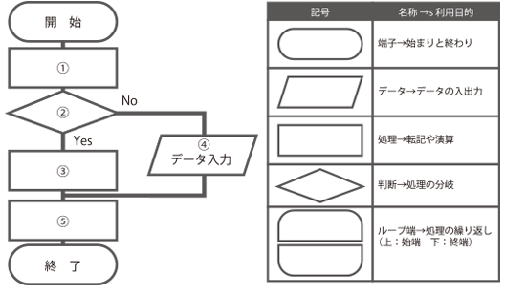 開 始
①
②
No
Yes
③
④
データ入力
⑤
終 了
記号
名称→s利用目的
端子→始まりと終わり
データ→データの入出力
処理→転記や演算
判断→処理の分岐
ループ端→処理の繰り返し
(上：始端 下：終端)